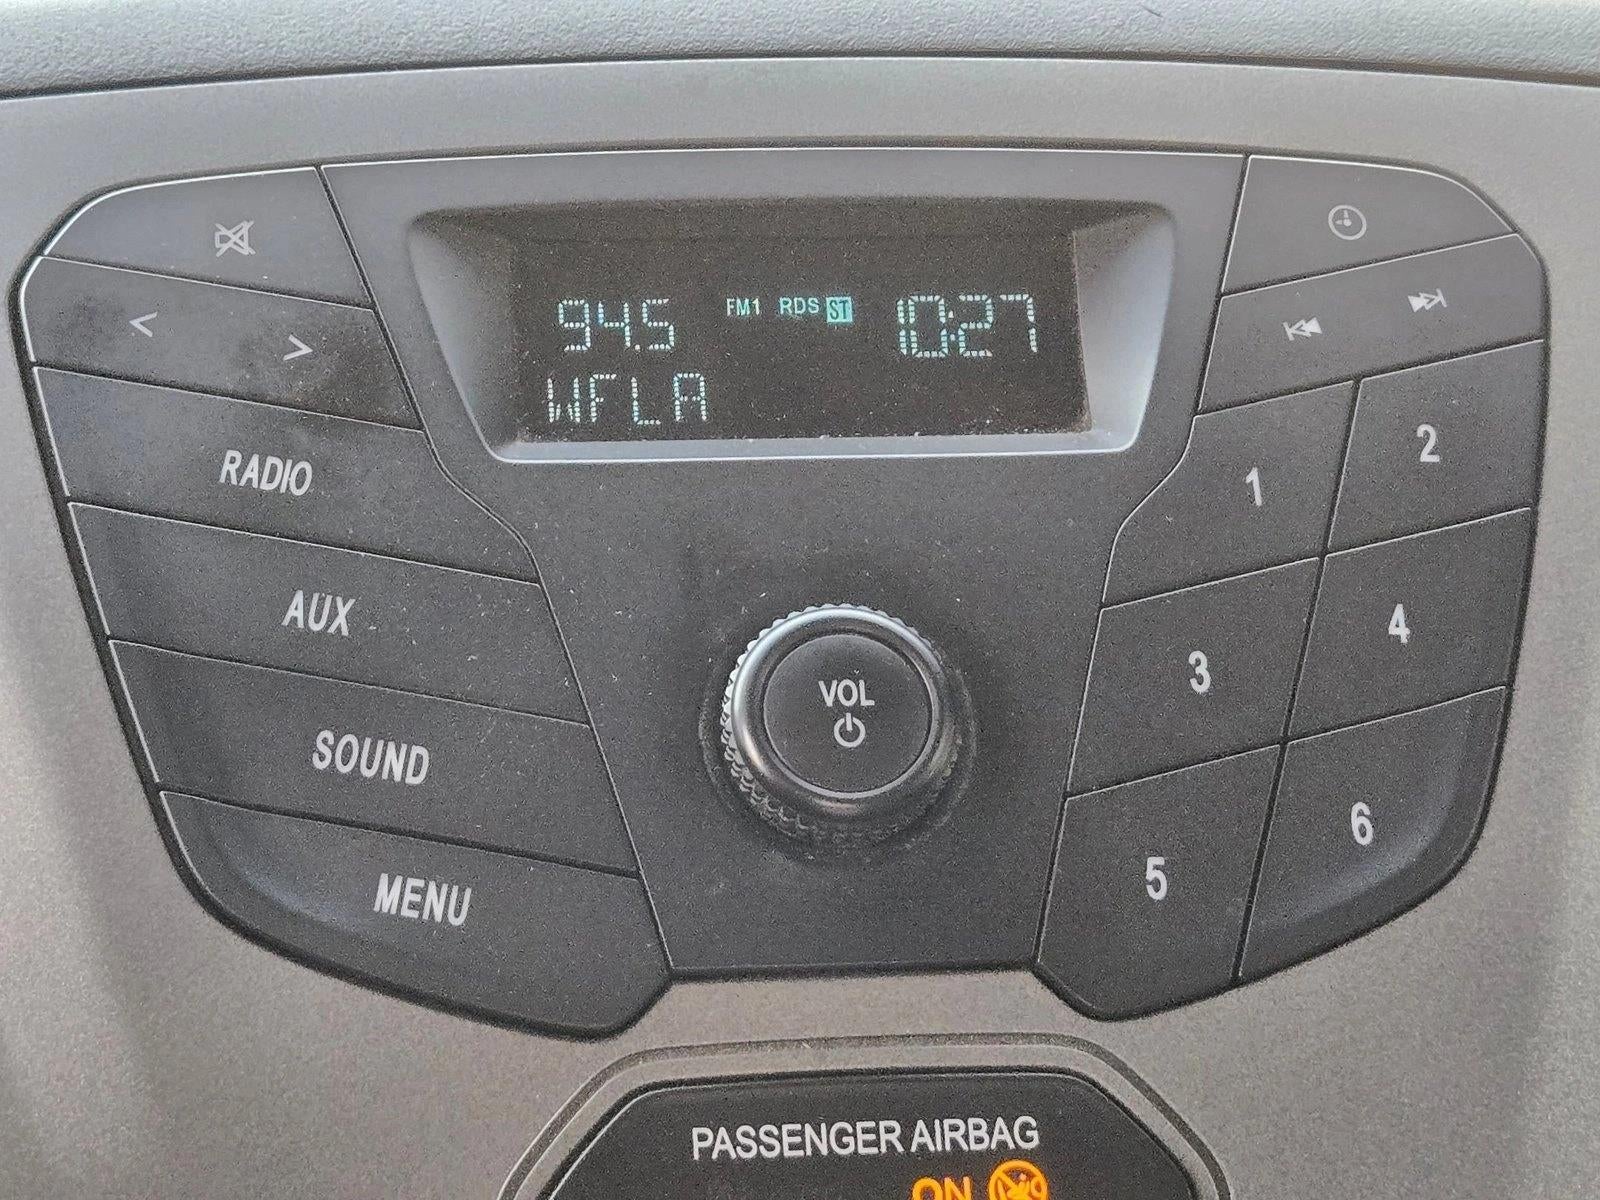 94.5 FM1 RDS ST 10:27
WFLA
<
>
RADIO
AUX
SOUND
MENU
VOL
1
2
3
4
5
6
PASSENGER AIRBAG
ON